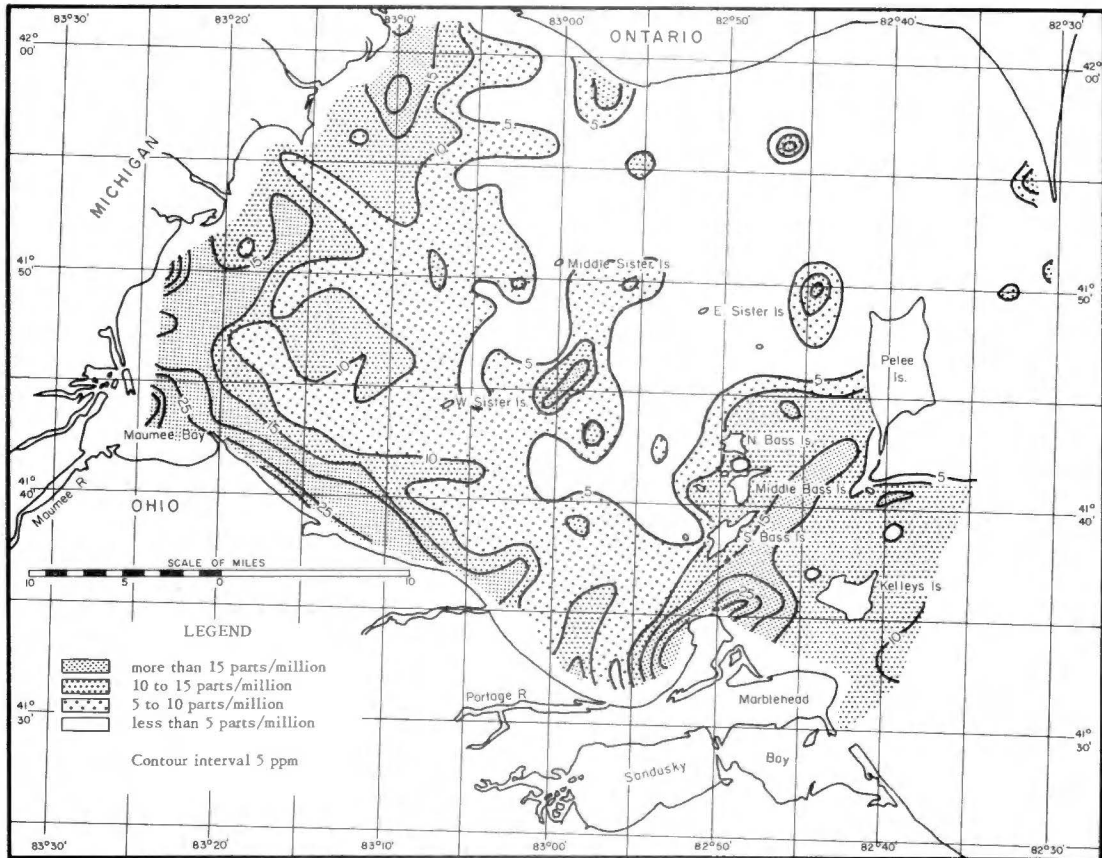 83°30'
83°20'
83°10'
83°00'
82°50'
82°40'
82°30'
42°
00'
42°
00'
ONTARIO
15
5
10
5
MICHIGAN
15
41°
50'
Middle Sister Is.
41°
50'
E Sister Is.
5
5
Pelee
Is.
10
W Sister Is.
25
15
Maumee Bay
N Bass Is.
10
5
Middle Bass Is.
41°
40'
Maumee R
OHIO
25
5
15
S Bass Is.
41°
40'
SCALE OF MILES
10
5
0
10
25
Kelleys Is
10
LEGEND
more than 15 parts/million
10 to 15 parts/million
5 to 10 parts/million
less than 5 parts/million
Contour interval 5 ppm
Portage R
Marblehead
41°
30'
41°
30'
Sandusky
Bay
83°30'
83°20'
83°10'
83°00'
82°50'
82°40'
82°30'